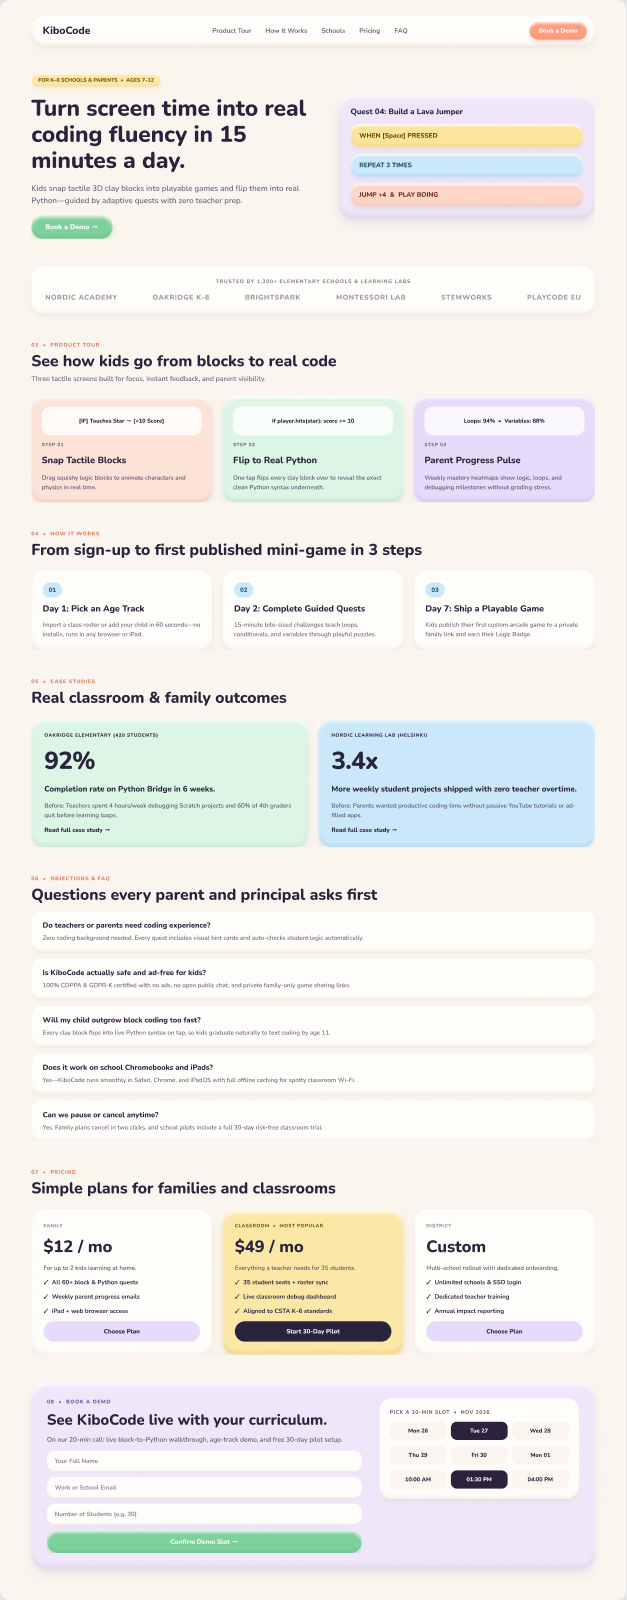 KiboCode
Product Tour
How It Works
Schools
Pricing
FAQ
Book a Demo
FOR K–6 SCHOOLS & PARENTS • AGES 7–12
Turn screen time into real
coding fluency in 15
minutes a day.
Kids snap tactile 3D clay blocks into playable games and flip them into real
Python—guided by adaptive quests with zero teacher prep.
Book a Demo →
Quest 04: Build a Lava Jumper
WHEN [Space] PRESSED
REPEAT 3 TIMES
JUMP +4 & PLAY BOING
TRUSTED BY 1,200+ ELEMENTARY SCHOOLS & LEARNING LABS
NORDIC ACADEMY
OAKRIDGE K-8
BRIGHTSPARK
MONTESSORI LAB
STEMWORKS
PLAYCODE EU
03 • PRODUCT TOUR
See how kids go from blocks to real code
Three tactile screens built for focus, instant feedback, and parent visibility.
[IF] Touches Star → [+10 Score]
STEP 01
Snap Tactile Blocks
Drag squishy logic blocks to animate characters and
physics in real time.
if player.hits(star): score += 10
STEP 02
Flip to Real Python
One tap flips every clay block over to reveal the exact
clean Python syntax underneath.
Loops: 94% • Variables: 88%
STEP 03
Parent Progress Pulse
Weekly mastery heatmaps show logic, loops, and
debugging milestones without grading stress.
04 • HOW IT WORKS
From sign-up to first published mini-game in 3 steps
01
Day 1: Pick an Age Track
Import a class roster or add your child in 60 seconds—no
installs, runs in any browser or iPad.
02
Day 2: Complete Guided Quests
15-minute bite-sized challenges teach loops,
conditionals, and variables through playful puzzles.
03
Day 7: Ship a Playable Game
Kids publish their first custom arcade game to a private
family link and earn their Logic Badge.
05 • CASE STUDIES
Real classroom & family outcomes
OAKRIDGE ELEMENTARY (420 STUDENTS)
92%
Completion rate on Python Bridge in 6 weeks.
Before: Teachers spent 4 hours/week debugging Scratch projects and 60% of 4th graders
quit before learning loops.
Read full case study →
NORDIC LEARNING LAB (HELSINKI)
3.4x
More weekly student projects shipped with zero teacher overtime.
Before: Parents wanted productive coding time without passive YouTube tutorials or ad-
filled apps.
Read full case study →
06 • OBJECTIONS & FAQ
Questions every parent and principal asks first
Do teachers or parents need coding experience?
Zero coding background needed. Every quest includes visual hint cards and auto-checks student logic automatically.
Is KiboCode actually safe and ad-free for kids?
100% COPPA & GDPR-K certified with no ads, no open public chat, and private family-only game sharing links.
Will my child outgrow block coding too fast?
Every clay block flips into live Python syntax on tap, so kids graduate naturally to text coding by age 11.
Does it work on school Chromebooks and iPads?
Yes—KiboCode runs smoothly in Safari, Chrome, and iPadOS with full offline caching for spotty classroom Wi-Fi.
Can we pause or cancel anytime?
Yes. Family plans cancel in two clicks, and school pilots include a full 30-day risk-free classroom trial.
07 • PRICING
Simple plans for families and classrooms
FAMILY
$12 / mo
For up to 2 kids learning at home.
✓ All 60+ block & Python quests
✓ Weekly parent progress emails
✓ iPad + web browser access
Choose Plan
CLASSROOM • MOST POPULAR
$49 / mo
Everything a teacher needs for 35 students.
✓ 35 student seats + roster sync
✓ Live classroom debug dashboard
✓ Aligned to CSTA K–6 standards
Start 30-Day Pilot
DISTRICT
Custom
Multi-school rollout with dedicated onboarding.
✓ Unlimited schools & SSO login
✓ Dedicated teacher training
✓ Annual impact reporting
Choose Plan
08 • BOOK A DEMO
See KiboCode live with your curriculum.
On our 20-min call: live block-to-Python walkthrough, age-track demo, and free 30-day pilot setup.
Your Full Name
Work or School Email
Number of Students (e.g. 30)
Confirm Demo Slot →
PICK A 20-MIN SLOT • NOV 2026
Mon 26
Tue 27
Wed 28
Thu 29
Fri 30
Mon 01
10:00 AM
01:30 PM
04:00 PM